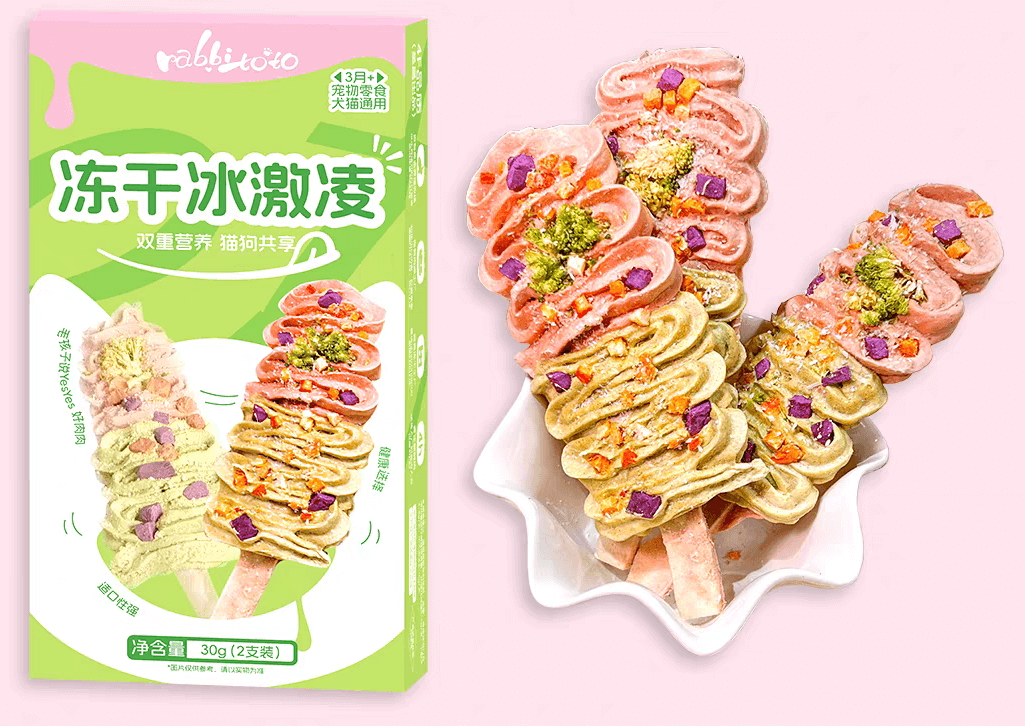 rabbitoto
3月+
宠物零食
犬猫通用
冻干冰激凌
双重营养 猫狗共享
毛孩子说YesYes 好肉肉
健康选择
适口性强
净含量 30g(2支装)
*图片仅供参考,请以实物为准